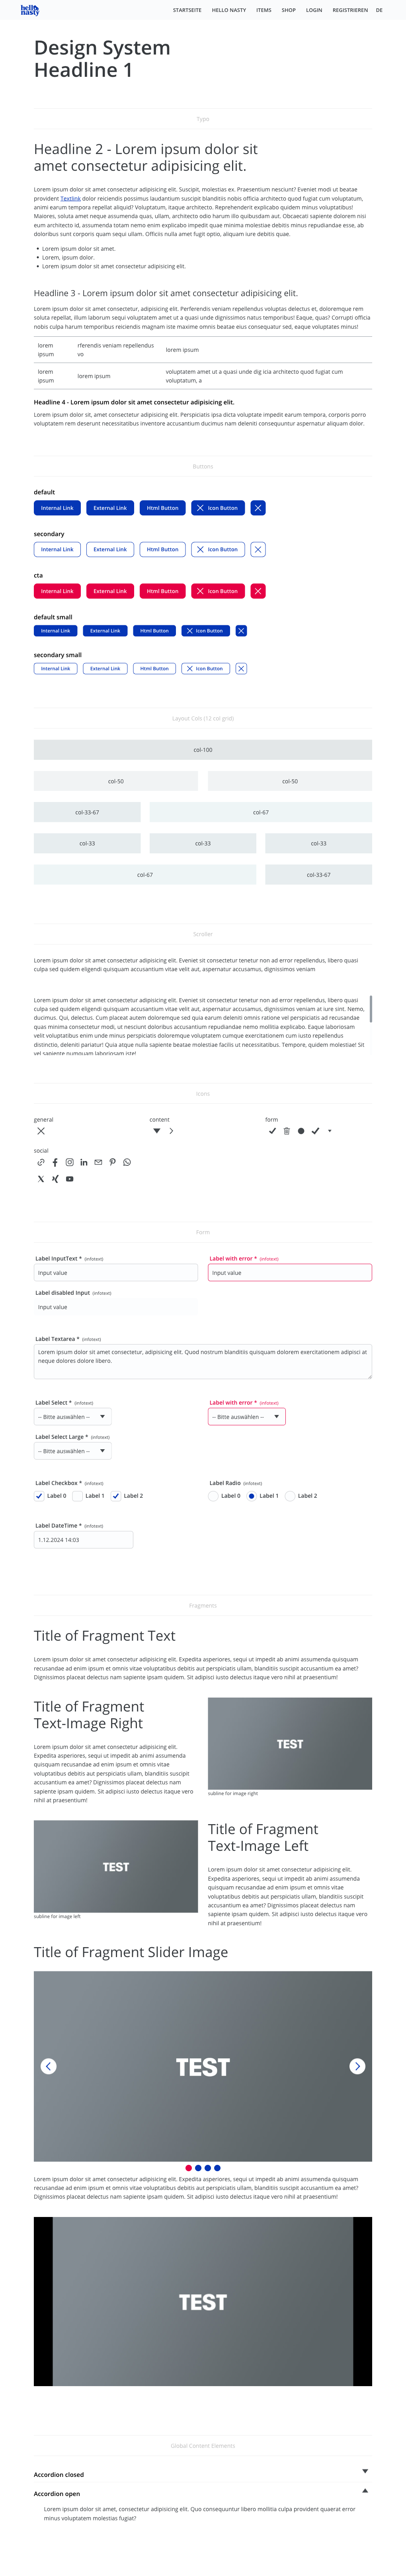 hello
nasty
STARTSEITE HELLO NASTY ITEMS SHOP LOGIN REGISTRIEREN DE
Design System
Headline 1
Typo
Headline 2 - Lorem ipsum dolor sit
amet consectetur adipisicing elit.
Lorem ipsum dolor sit amet consectetur adipisicing elit. Suscipit, molestias ex. Praesentium nesciunt? Eveniet modi ut beatae
provident Textlink dolor reiciendis possimus laudantium suscipit blanditiis nobis officia architecto quod fugiat cum voluptatum,
animi earum tempora repellat aliquid? Voluptatum, itaque architecto. Reprehenderit explicabo dolorum possimus voluptatibus!
Maiores, soluta amet neque assumenda quas, ullam, architecto odio harum illo quibusdam aut. Obcaecati sapiente dolorem nisi
eum architecto id, assumenda totam nemo enim explicabo impedit quae minima molestiae debitis minus repudiandae esse, ab
doloribus sunt corporis quam sequi ullam. Officiis nulla amet fugit optio, aliquam iure debitis quae.
• Lorem ipsum dolor sit amet.
• Lorem, ipsum dolor.
• Lorem ipsum dolor sit amet consectetur adipisicing elit.
Headline 3 - Lorem ipsum dolor sit amet consectetur adipisicing elit.
Lorem ipsum dolor sit amet consectetur, adipisicing elit. Perferendis veniam repellendus voluptas delectus et, doloremque rem
soluta repellat, illum laborum sequi voluptatem amet ut a quam alias dignissimos natus temporibus! Eaque, quas? Corrupti officia
nobis culpa harum temporibus reiciendis magnam iste maxime omnis beatae eius consequatur sed, eaque voluptates minus!
lorem ipsum
rferendis veniam repellendus vo
lorem ipsum
lorem ipsum
lorem ipsum
voluptatem amet ut a quasi unde dig icia architecto quod fugiat cum
voluptatum, a
Headline 4 - Lorem ipsum dolor sit amet consectetur adipisicing elit.
Lorem ipsum dolor sit, amet consectetur adipisicing elit. Perspiciatis ipsa dicta voluptate impedit earum tempora, corporis porro
voluptatem rem deserunt necessitatibus inventore accusantium ducimus nam deleniti consequuntur aspernatur aliquam dolor.
Buttons
default
Internal Link External Link Html Button Icon Button
secondary
Internal Link External Link Html Button Icon Button
cta
Internal Link External Link Html Button Icon Button
default small
Internal Link External Link Html Button Icon Button
secondary small
Internal Link External Link Html Button Icon Button
Layout Cols (12 col grid)
col-100
col-50 col-50
col-33-67 col-67
col-33 col-33 col-33
col-67 col-33-67
Scroller
Lorem ipsum dolor sit amet consectetur adipisicing elit. Eveniet sit consectetur tenetur non ad error repellendus, libero quasi
culpa sed quidem eligendi quisquam accusantium vitae velit aut, aspernatur accusamus, dignissimos veniam
Lorem ipsum dolor sit amet consectetur adipisicing elit. Eveniet sit consectetur tenetur non ad error repellendus, libero quasi
culpa sed quidem eligendi quisquam accusantium vitae velit aut, aspernatur accusamus, dignissimos veniam at iure sint. Nemo,
ducimus. Qui, delectus. Cum placeat autem doloremque sed quia earum deleniti omnis ratione vel perspiciatis ad recusandae
quas minima consectetur modi, ut nesciunt doloribus accusantium repudiandae nemo mollitia explicabo. Eaque laboriosam
velit voluptatibus enim unde minus perspiciatis doloremque voluptatem cumque exercitationem cum iusto repellendus
distinctio, deleniti pariatur! Quia atque nulla sapiente beatae molestiae facilis ut necessitatibus. Tempore, quidem molestiae! Sit
vel sapiente numquam laboriosam iste!
Icons
general content form
social
Form
Label InputText * (infotext)
Input value
Label with error * (infotext)
Input value
Label disabled Input (infotext)
Input value
Label Textarea * (infotext)
Lorem ipsum dolor sit amet consectetur, adipisicing elit. Quod nostrum blanditiis quisquam dolorem exercitationem adipisci at
neque dolores dolore libero.
Label Select * (infotext)
-- Bitte auswählen --
Label with error * (infotext)
-- Bitte auswählen --
Label Select Large * (infotext)
-- Bitte auswählen --
Label Checkbox * (infotext)
Label 0 Label 1 Label 2
Label Radio (infotext)
Label 0 Label 1 Label 2
Label DateTime * (infotext)
1.12.2024 14:03
Fragments
Title of Fragment Text
Lorem ipsum dolor sit amet consectetur adipisicing elit. Expedita asperiores, sequi ut impedit ab animi assumenda quisquam
recusandae ad enim ipsum et omnis vitae voluptatibus debitis aut perspiciatis ullam, blanditiis suscipit accusantium ea amet?
Dignissimos placeat delectus nam sapiente ipsam quidem. Sit adipisci iusto delectus itaque vero nihil at praesentium!
Title of Fragment
Text-Image Right
Lorem ipsum dolor sit amet consectetur adipisicing elit.
Expedita asperiores, sequi ut impedit ab animi assumenda
quisquam recusandae ad enim ipsum et omnis vitae
voluptatibus debitis aut perspiciatis ullam, blanditiis suscipit
accusantium ea amet? Dignissimos placeat delectus nam
sapiente ipsam quidem. Sit adipisci iusto delectus itaque vero
nihil at praesentium!
TEST
subline for image right
TEST
subline for image left
Title of Fragment
Text-Image Left
Lorem ipsum dolor sit amet consectetur adipisicing elit.
Expedita asperiores, sequi ut impedit ab animi assumenda
quisquam recusandae ad enim ipsum et omnis vitae
voluptatibus debitis aut perspiciatis ullam, blanditiis suscipit
accusantium ea amet? Dignissimos placeat delectus nam
sapiente ipsam quidem. Sit adipisci iusto delectus itaque vero
nihil at praesentium!
Title of Fragment Slider Image
TEST
Lorem ipsum dolor sit amet consectetur adipisicing elit. Expedita asperiores, sequi ut impedit ab animi assumenda quisquam
recusandae ad enim ipsum et omnis vitae voluptatibus debitis aut perspiciatis ullam, blanditiis suscipit accusantium ea amet?
Dignissimos placeat delectus nam sapiente ipsam quidem. Sit adipisci iusto delectus itaque vero nihil at praesentium!
TEST
Global Content Elements
Accordion closed
Accordion open
Lorem ipsum dolor sit amet, consectetur adipisicing elit. Quo consequuntur libero mollitia culpa provident quaerat error
minus voluptatem molestias fugiat?